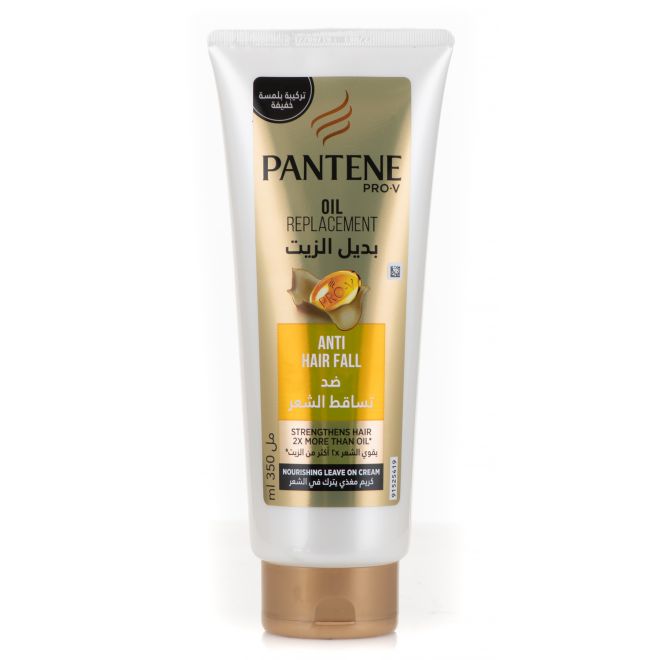 تركيبة بلمسة
خفيفة
PANTENE
PRO-V
OIL
REPLACEMENT
بديل الزيت
PRO-V
ANTI
HAIR FALL
ضد
تساقط الشعر
STRENGTHENS HAIR
2X MORE THAN OIL*
يقوي الشعر ٢x أكثر من الزيت*
NOURISHING LEAVE ON CREAM
كريم مغذي يترك في الشعر
ml 350 مل
91525419